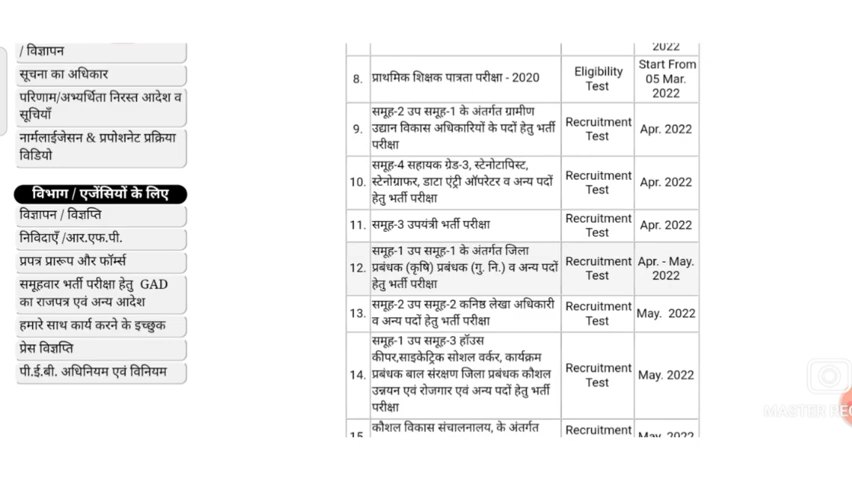 / विज्ञापन
सूचना का अधिकार
परिणाम/अभ्यर्थिता निरस्त आदेश व
सूचियाँ
नार्मलाईजेसन & प्रपोशनेट प्रक्रिया
विडियो
विभाग / एजेंसियों के लिए
विज्ञापन / विज्ञप्ति
निविदाएँ /आर.एफ.पी.
प्रपत्र प्रारूप और फॉर्म्स
समूहवार भर्ती परीक्षा हेतु GAD
का राजपत्र एवं अन्य आदेश
हमारे साथ कार्य करने के इच्छुक
प्रेस विज्ञप्ति
पी.ई.बी. अधिनियम एवं विनियम
2022
8. प्राथमिक शिक्षक पात्रता परीक्षा - 2020
Eligibility
Test
Start From
05 Mar.
2022
9. समूह-2 उप समूह-1 के अंतर्गत ग्रामीण
उद्यान विकास अधिकारियों के पदों हेतु भर्ती
परीक्षा
Recruitment
Test
Apr. 2022
10. समूह-4 सहायक ग्रेड-3, स्टेनोटापिस्ट,
स्टेनोग्राफर, डाटा एंट्री ऑपरेटर व अन्य पदों
हेतु भर्ती परीक्षा
Recruitment
Test
Apr. 2022
11. समूह-3 उपयंत्री भर्ती परीक्षा
Recruitment
Test
Apr. 2022
12. समूह-1 उप समूह-1 के अंतर्गत जिला
प्रबंधक (कृषि) प्रबंधक (गु. नि.) व अन्य पदों
हेतु भर्ती परीक्षा
Recruitment
Test
Apr. - May.
2022
13. समूह-2 उप समूह-2 कनिष्ठ लेखा अधिकारी
व अन्य पदों हेतु भर्ती परीक्षा
Recruitment
Test
May. 2022
14. समूह-1 उप समूह-3 हॉउस
कीपर,साइकेट्रिक सोशल वर्कर, कार्यक्रम
प्रबंधक बाल संरक्षण जिला प्रबंधक कौशल
उन्नयन एवं रोजगार एवं अन्य पदों हेतु भर्ती
परीक्षा
Recruitment
Test
May. 2022
15. कौशल विकास संचालनालय, के अंतर्गत
Recruitment
May. 2022
MASTER REC